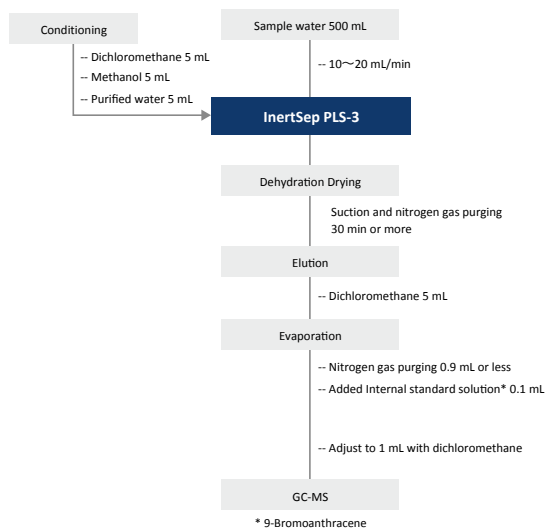 Conditioning
-- Dichloromethane 5 mL
-- Methanol 5 mL
-- Purified water 5 mL
Sample water 500 mL
-- 10～20 mL/min
InertSep PLS-3
Dehydration Drying
Suction and nitrogen gas purging
30 min or more
Elution
-- Dichloromethane 5 mL
Evaporation
-- Nitrogen gas purging 0.9 mL or less
-- Added Internal standard solution* 0.1 mL
-- Adjust to 1 mL with dichloromethane
GC-MS
* 9-Bromoanthracene